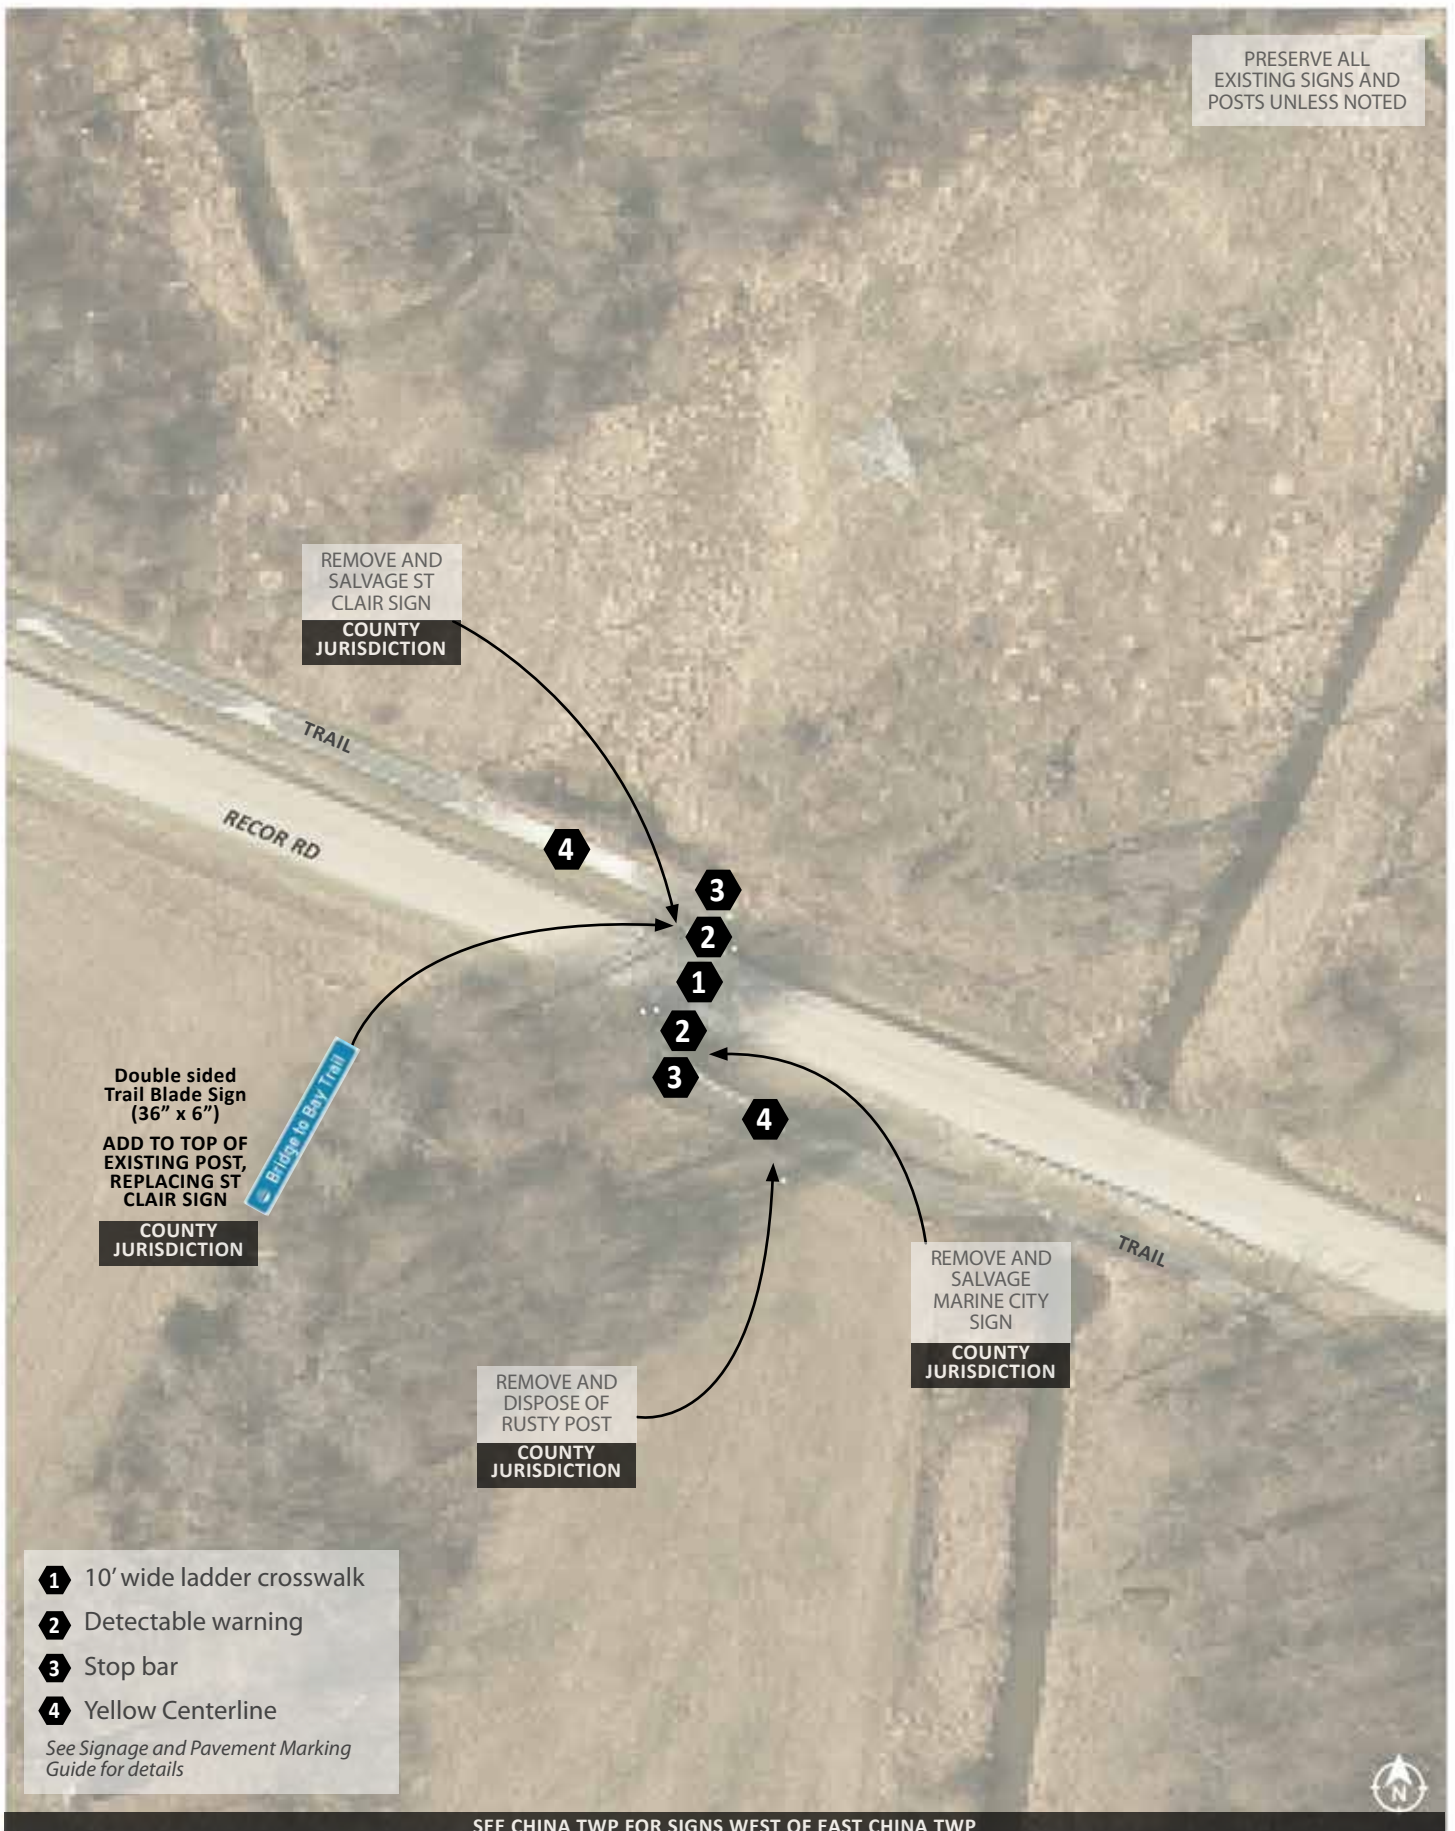 PRESERVE ALL
EXISTING SIGNS AND
POSTS UNLESS NOTED
REMOVE AND
SALVAGE ST
CLAIR SIGN
COUNTY
JURISDICTION
TRAIL
RECOR RD
4
3
2
1
2
3
4
Double sided
Trail Blade Sign
(36” x 6”)
ADD TO TOP OF
EXISTING POST,
REPLACING ST
CLAIR SIGN
COUNTY
JURISDICTION
Bridge to Bay Trail
TRAIL
REMOVE AND
SALVAGE
MARINE CITY
SIGN
COUNTY
JURISDICTION
REMOVE AND
DISPOSE OF
RUSTY POST
COUNTY
JURISDICTION
1 10’ wide ladder crosswalk
2 Detectable warning
3 Stop bar
4 Yellow Centerline
See Signage and Pavement Marking
Guide for details
N
SEE CHINA TWP FOR SIGNS WEST OF EAST CHINA TWP